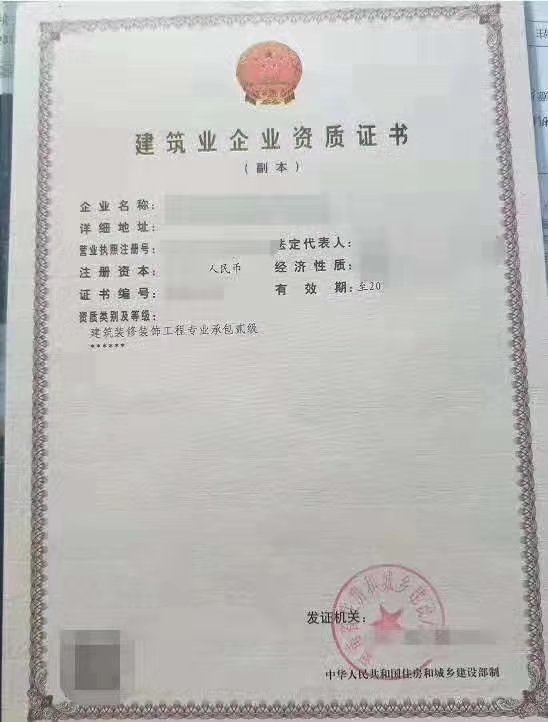 建筑业企业资质证书
（副本）
企业名称：
详细地址：
营业执照注册号： 法定代表人：
注册资本： 人民币 经济性质：
证书编号： 有效期：至20
资质类别及等级：
建筑装修装饰工程专业承包贰级
******
发证机关：
中华人民共和国住房和城乡建设部制